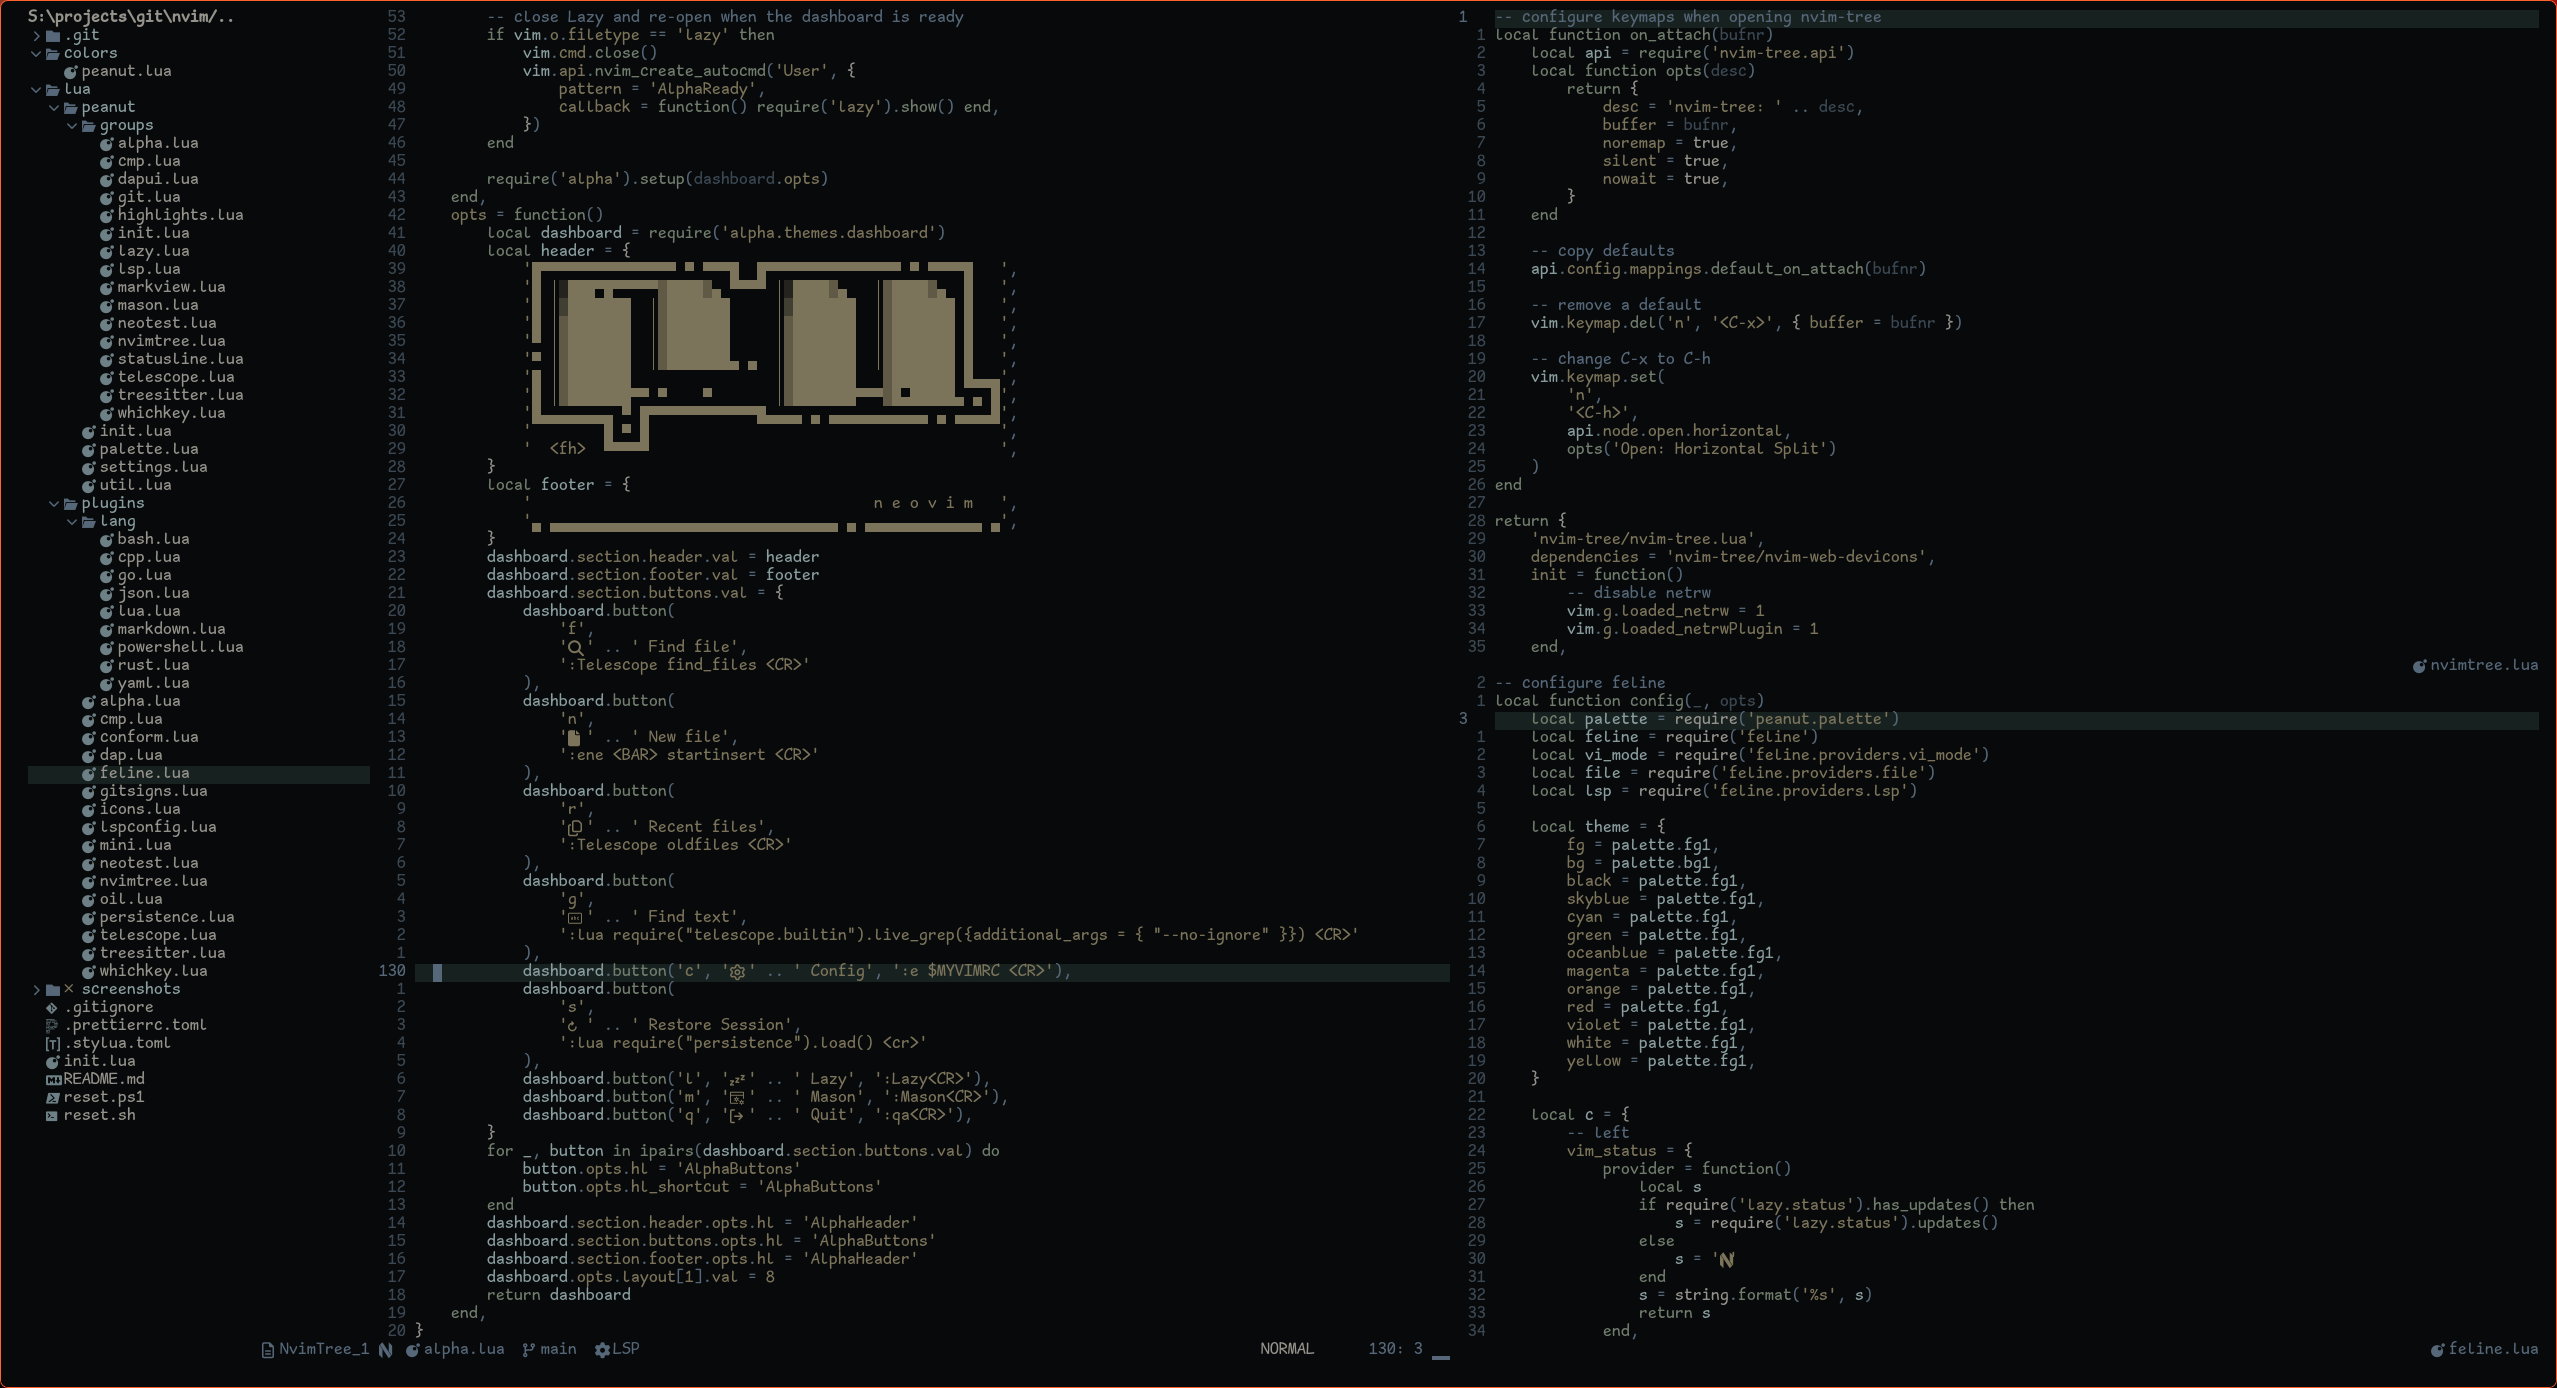 S:\projects\git\nvim/..
.git
colors
peanut.lua
lua
peanut
groups
alpha.lua
cmp.lua
dapui.lua
git.lua
highlights.lua
init.lua
lazy.lua
lsp.lua
markview.lua
mason.lua
neotest.lua
nvimtree.lua
statusline.lua
telescope.lua
treesitter.lua
whichkey.lua
init.lua
palette.lua
settings.lua
util.lua
plugins
lang
bash.lua
cpp.lua
go.lua
json.lua
lua.lua
markdown.lua
powershell.lua
rust.lua
yaml.lua
alpha.lua
cmp.lua
conform.lua
dap.lua
feline.lua
gitsigns.lua
icons.lua
lspconfig.lua
mini.lua
neotest.lua
nvimtree.lua
oil.lua
persistence.lua
telescope.lua
treesitter.lua
whichkey.lua
× screenshots
.gitignore
.prettierrc.toml
.stylua.toml
init.lua
README.md
reset.ps1
reset.sh
53 -- close Lazy and re-open when the dashboard is ready
52 if vim.o.filetype == 'lazy' then
51 vim.cmd.close()
50 vim.api.nvim_create_autocmd('User', {
49 pattern = 'AlphaReady',
48 callback = function() require('lazy').show() end,
47 })
46 end
45
44 require('alpha').setup(dashboard.opts)
43 end,
42 opts = function()
41 local dashboard = require('alpha.themes.dashboard')
40 local header = {
39 ' ',
38 ' ',
37 ' ',
36 ' ',
35 ' ',
34 ' ',
33 ' ',
32 ' ',
31 ' ',
30 ' ',
29 ' <fh> ',
28 }
27 local footer = {
26 ' n e o v i m ',
25 ' ',
24 }
23 dashboard.section.header.val = header
22 dashboard.section.footer.val = footer
21 dashboard.section.buttons.val = {
20 dashboard.button(
19 'f',
18 ' ' .. ' Find file',
17 ':Telescope find_files <CR>'
16 ),
15 dashboard.button(
14 'n',
13 ' ' .. ' New file',
12 ':ene <BAR> startinsert <CR>'
11 ),
10 dashboard.button(
9 'r',
8 ' ' .. ' Recent files',
7 ':Telescope oldfiles <CR>'
6 ),
5 dashboard.button(
4 'g',
3 ' ' .. ' Find text',
2 ':lua require("telescope.builtin").live_grep({additional_args = { "--no-ignore" }}) <CR>'
1 ),
130 dashboard.button('c', ' ' .. ' Config', ':e $MYVIMRC <CR>'),
1 dashboard.button(
2 's',
3 ' ' .. ' Restore Session',
4 ':lua require("persistence").load() <cr>'
5 ),
6 dashboard.button('l', ' ' .. ' Lazy', ':Lazy<CR>'),
7 dashboard.button('m', ' ' .. ' Mason', ':Mason<CR>'),
8 dashboard.button('q', ' ' .. ' Quit', ':qa<CR>'),
9 }
10 for _, button in ipairs(dashboard.section.buttons.val) do
11 button.opts.hl = 'AlphaButtons'
12 button.opts.hl_shortcut = 'AlphaButtons'
13 end
14 dashboard.section.header.opts.hl = 'AlphaHeader'
15 dashboard.section.buttons.opts.hl = 'AlphaButtons'
16 dashboard.section.footer.opts.hl = 'AlphaHeader'
17 dashboard.opts.layout[1].val = 8
18 return dashboard
19 end,
20 }
1 -- configure keymaps when opening nvim-tree
1 local function on_attach(bufnr)
2 local api = require('nvim-tree.api')
3 local function opts(desc)
4 return {
5 desc = 'nvim-tree: ' .. desc,
6 buffer = bufnr,
7 noremap = true,
8 silent = true,
9 nowait = true,
10 }
11 end
12
13 -- copy defaults
14 api.config.mappings.default_on_attach(bufnr)
15
16 -- remove a default
17 vim.keymap.del('n', '<C-x>', { buffer = bufnr })
18
19 -- change C-x to C-h
20 vim.keymap.set(
21 'n',
22 '<C-h>',
23 api.node.open.horizontal,
24 opts('Open: Horizontal Split')
25 )
26 end
27
28 return {
29 'nvim-tree/nvim-tree.lua',
30 dependencies = 'nvim-tree/nvim-web-devicons',
31 init = function()
32 -- disable netrw
33 vim.g.loaded_netrw = 1
34 vim.g.loaded_netrwPlugin = 1
35 end,
nvimtree.lua
2 -- configure feline
1 local function config(_, opts)
3 local palette = require('peanut.palette')
1 local feline = require('feline')
2 local vi_mode = require('feline.providers.vi_mode')
3 local file = require('feline.providers.file')
4 local lsp = require('feline.providers.lsp')
5
6 local theme = {
7 fg = palette.fg1,
8 bg = palette.bg1,
9 black = palette.fg1,
10 skyblue = palette.fg1,
11 cyan = palette.fg1,
12 green = palette.fg1,
13 oceanblue = palette.fg1,
14 magenta = palette.fg1,
15 orange = palette.fg1,
16 red = palette.fg1,
17 violet = palette.fg1,
18 white = palette.fg1,
19 yellow = palette.fg1,
20 }
21
22 local c = {
23 -- left
24 vim_status = {
25 provider = function()
26 local s
27 if require('lazy.status').has_updates() then
28 s = require('lazy.status').updates()
29 else
30 s = ' '
31 end
32 s = string.format('%s', s)
33 return s
34 end,
NvimTree_1 alpha.lua main LSP NORMAL 130: 3 feline.lua